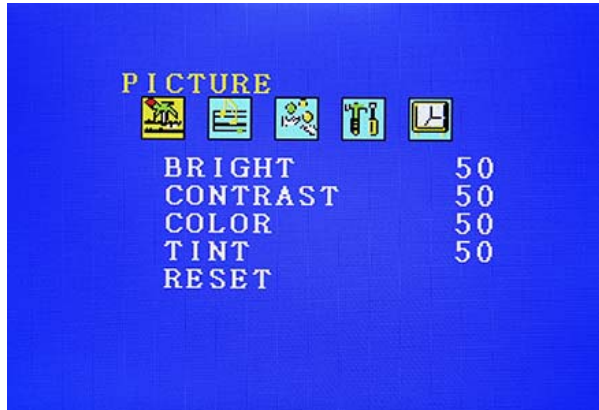 PICTURE
BRIGHT 50
CONTRAST 50
COLOR 50
TINT 50
RESET